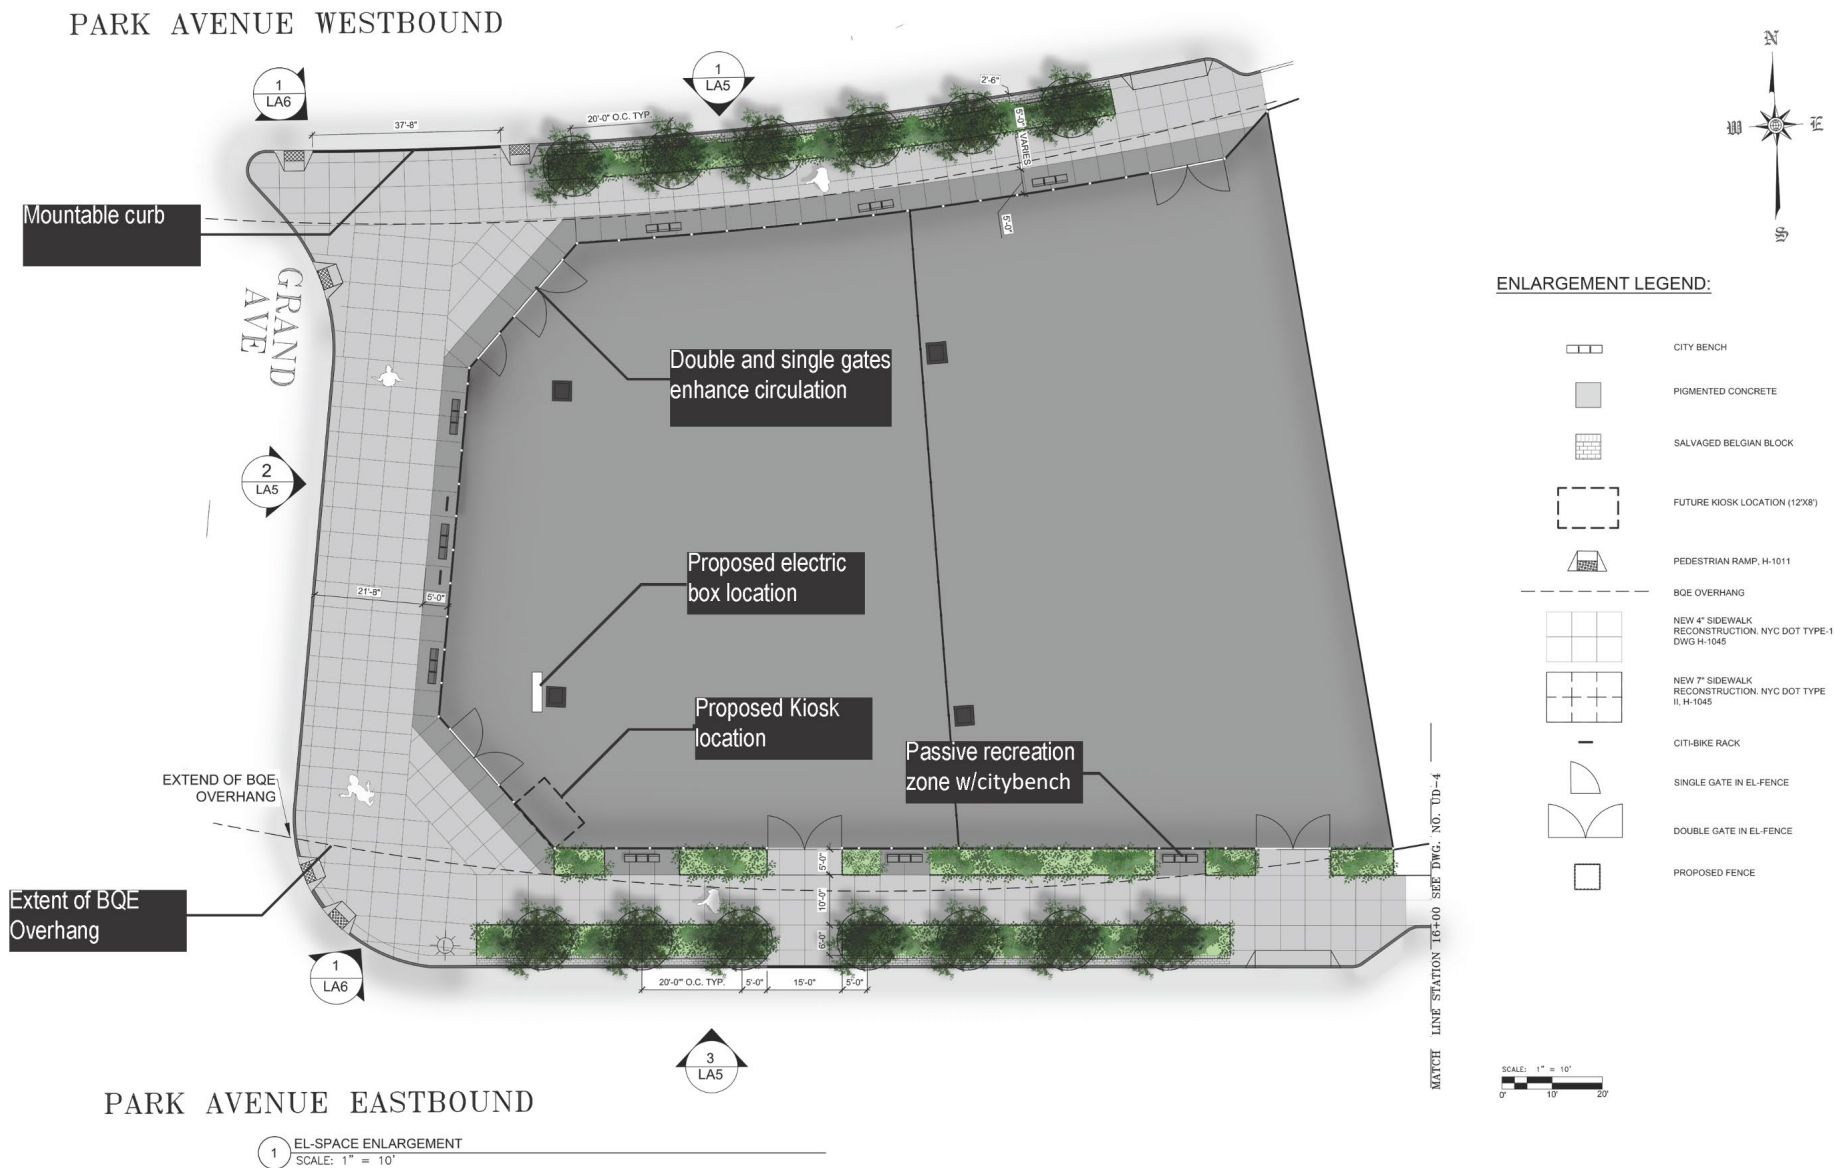 PARK AVENUE WESTBOUND
N
W
E
S
1
LA6
1
LA5
37'-8"
20'-0" O.C. TYP.
2'-6"
5'-0" VARIES
5'-0"
Mountable curb
GRAND
AVE
Double and single gates
enhance circulation
2
LA5
21'-8"
5'-0"
Proposed electric
box location
Proposed Kiosk
location
Passive recreation
zone w/citybench
EXTEND OF BQE
OVERHANG
Extent of BQE
Overhang
5'-0"
10'-0"
6'-0"
1
LA6
20'-0" O.C. TYP.
5'-0"
15'-0"
5'-0"
3
LA5
MATCH LINE STATION 16+00 SEE DWG. NO. UD-4
PARK AVENUE EASTBOUND
1
EL-SPACE ENLARGEMENT
SCALE: 1" = 10'
ENLARGEMENT LEGEND:
CITY BENCH
PIGMENTED CONCRETE
SALVAGED BELGIAN BLOCK
FUTURE KIOSK LOCATION (12'X8')
PEDESTRIAN RAMP, H-1011
BQE OVERHANG
NEW 4" SIDEWALK
RECONSTRUCTION. NYC DOT TYPE-1
DWG H-1045
NEW 7" SIDEWALK
RECONSTRUCTION. NYC DOT TYPE
II, H-1045
CITI-BIKE RACK
SINGLE GATE IN EL-FENCE
DOUBLE GATE IN EL-FENCE
PROPOSED FENCE
SCALE: 1" = 10'
0'
10'
20'